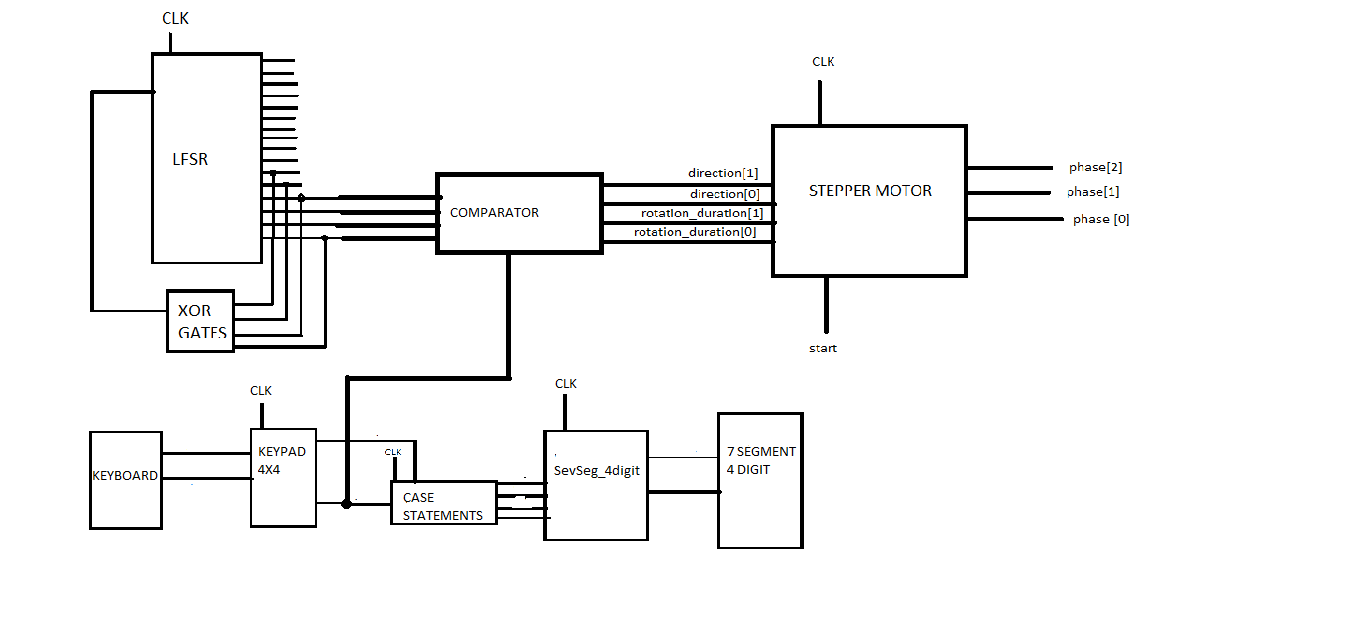 CLK
LFSR
XOR
GATES
COMPARATOR
direction[1]
direction[0]
rotation_duration[1]
rotation_duration[0]
CLK
STEPPER MOTOR
phase[2]
phase[1]
phase [0]
start
KEYBOARD
CLK
KEYPAD
4X4
CLK
CASE
STATEMENTS
CLK
SevSeg_4digit
7 SEGMENT
4 DIGIT